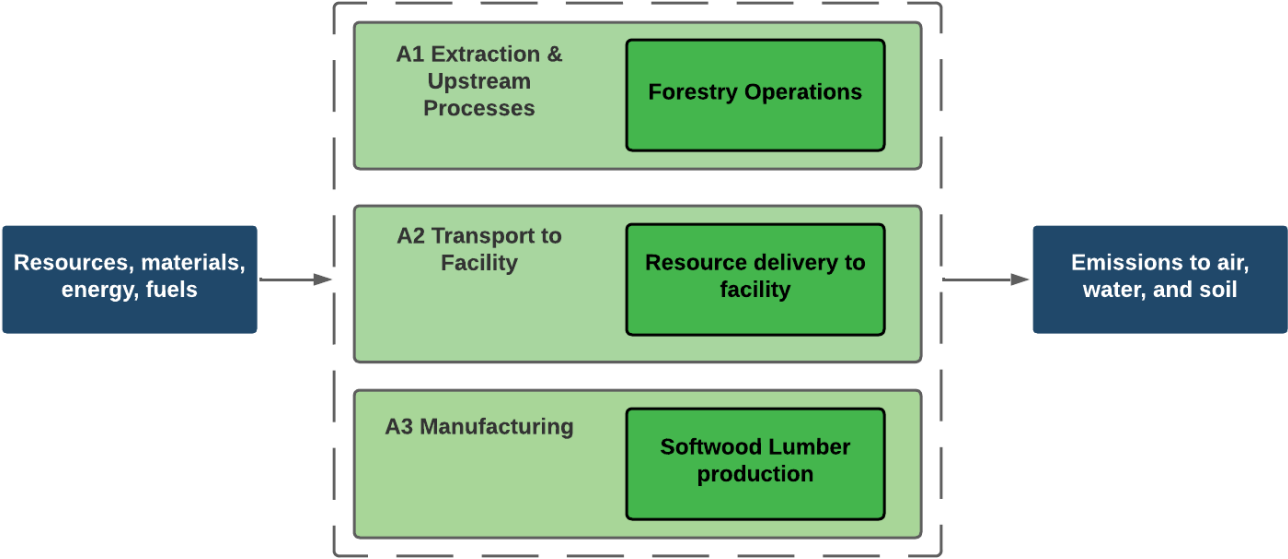 A1 Extraction &
Upstream
Processes
Forestry Operations
Resources, materials,
energy, fuels
A2 Transport to
Facility
Resource delivery to
facility
Emissions to air,
water, and soil
A3 Manufacturing
Softwood Lumber
production